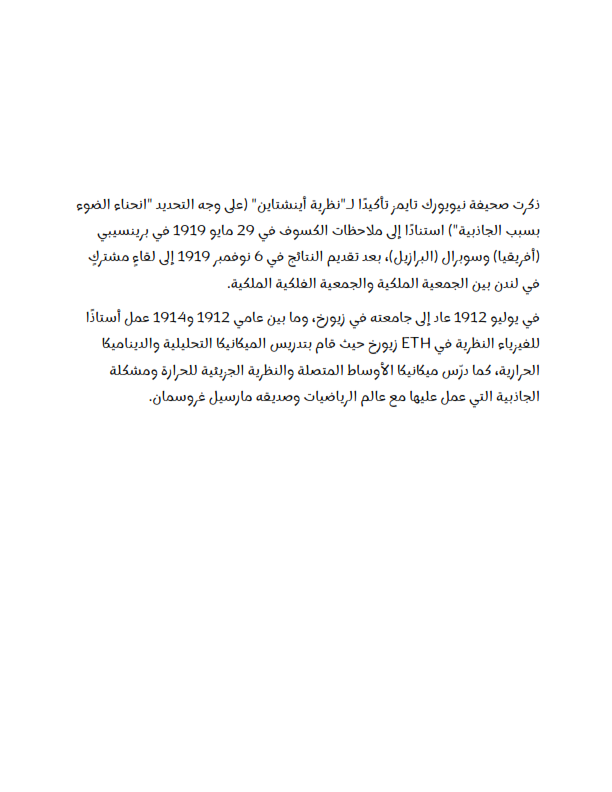 ذكرت صحيفة نيويورك تايمز تأكيدًا لـ"نظرية أينشتاين" (على وجه التحديد "انحناء الضوء
بسبب الجاذبية") استنادًا إلى ملاحظات الكسوف في 29 مايو 1919 في برينسيبي
(أفريقيا) وسوبرال (البرازيل)، بعد تقديم النتائج في 6 نوفمبر 1919 إلى لقاءٍ مشتركٍ
في لندن بين الجمعية الملكية والجمعية الفلكية الملكية.
في يوليو 1912 عاد إلى جامعته في زيورخ، وما بين عامي 1912 و1914 عمل أستاذًا
للفيزياء النظرية في ETH زيورخ حيث قام بتدريس الميكانيكا التحليلية والديناميكا
الحرارية، كما درّس ميكانيكا الأوساط المتصلة والنظرية الجزيئية للحرارة ومشكلة
الجاذبية التي عمل عليها مع عالم الرياضيات وصديقه مارسيل غروسمان.